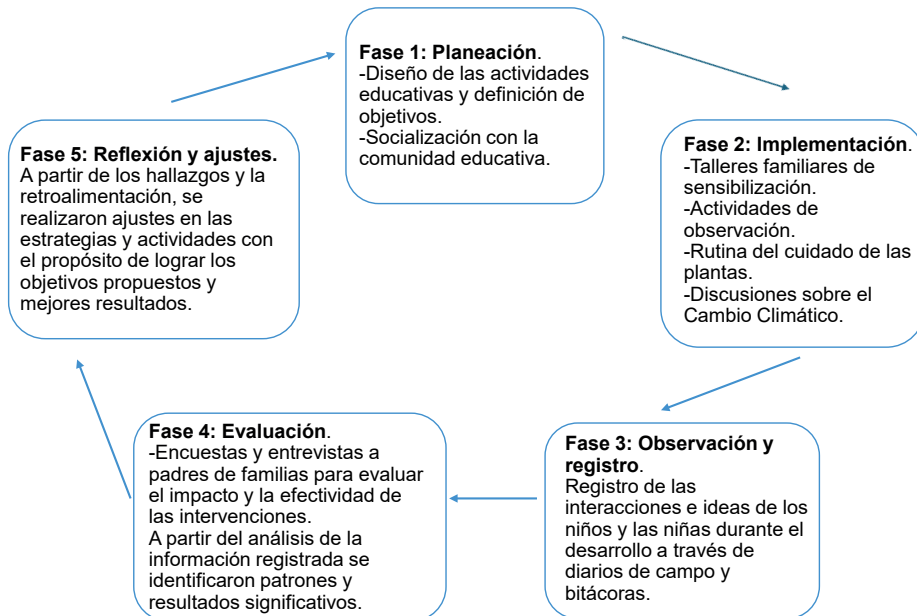 Fase 1: Planeación.
-Diseño de las actividades
educativas y definición de
objetivos.
-Socialización con la
comunidad educativa.
Fase 2: Implementación.
-Talleres familiares de
sensibilización.
-Actividades de
observación.
-Rutina del cuidado de las
plantas.
-Discusiones sobre el
Cambio Climático.
Fase 3: Observación y
registro.
Registro de las
interacciones e ideas de los
niños y las niñas durante el
desarrollo a través de
diarios de campo y
bitácoras.
Fase 4: Evaluación.
-Encuestas y entrevistas a
padres de familias para evaluar
el impacto y la efectividad de
las intervenciones.
A partir del análisis de la
información registrada se
identificaron patrones y
resultados significativos.
Fase 5: Reflexión y ajustes.
A partir de los hallazgos y la
retroalimentación, se
realizaron ajustes en las
estrategias y actividades con
el propósito de lograr los
objetivos propuestos y
mejores resultados.